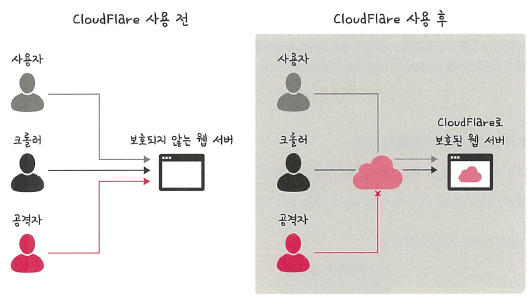 CloudFlare 사용 전
사용자
크롤러
보호되지 않는 웹 서버
공격자
CloudFlare 사용 후
사용자
크롤러
CloudFlare로
보호된 웹 서버
공격자